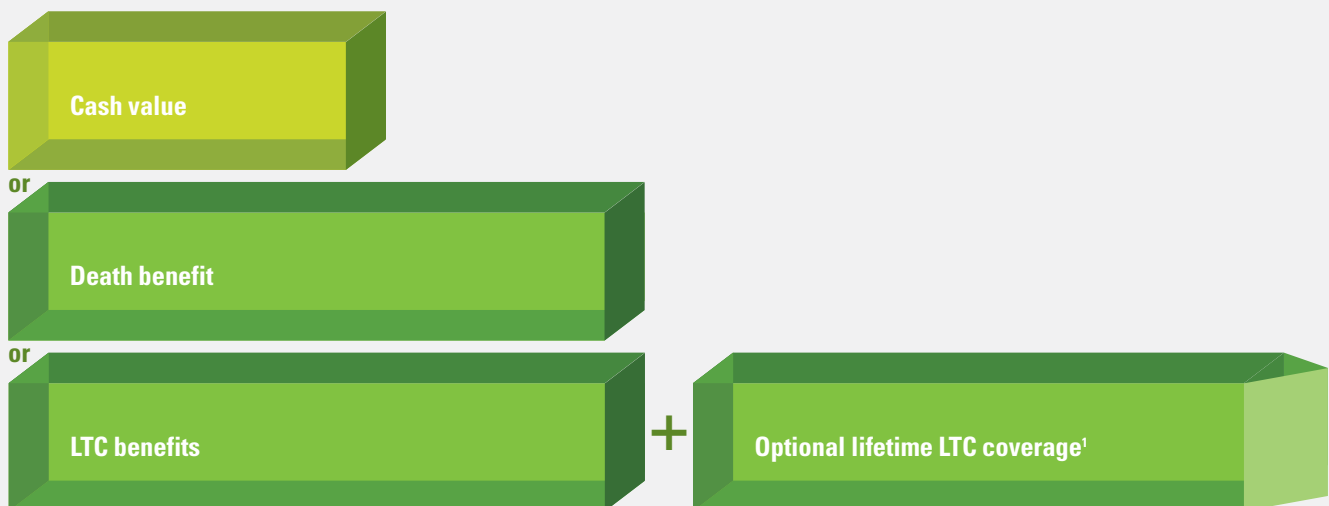 Cash value
or
Death benefit
or
LTC benefits
+
Optional lifetime LTC coverage¹